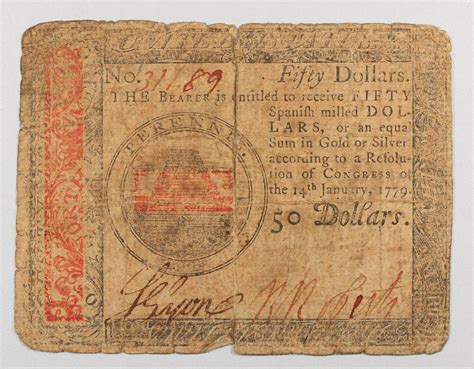 No. 31189 Fifty Dollars.
THE BEARER is entitled to receive FIFTY
Spanish milled DOL-
LARS, or an equal
Sum in Gold or Silver
according to a Resolu-
tion of CONGRESS of
the 14th January, 1779.
50 Dollars.
PERENNIS.